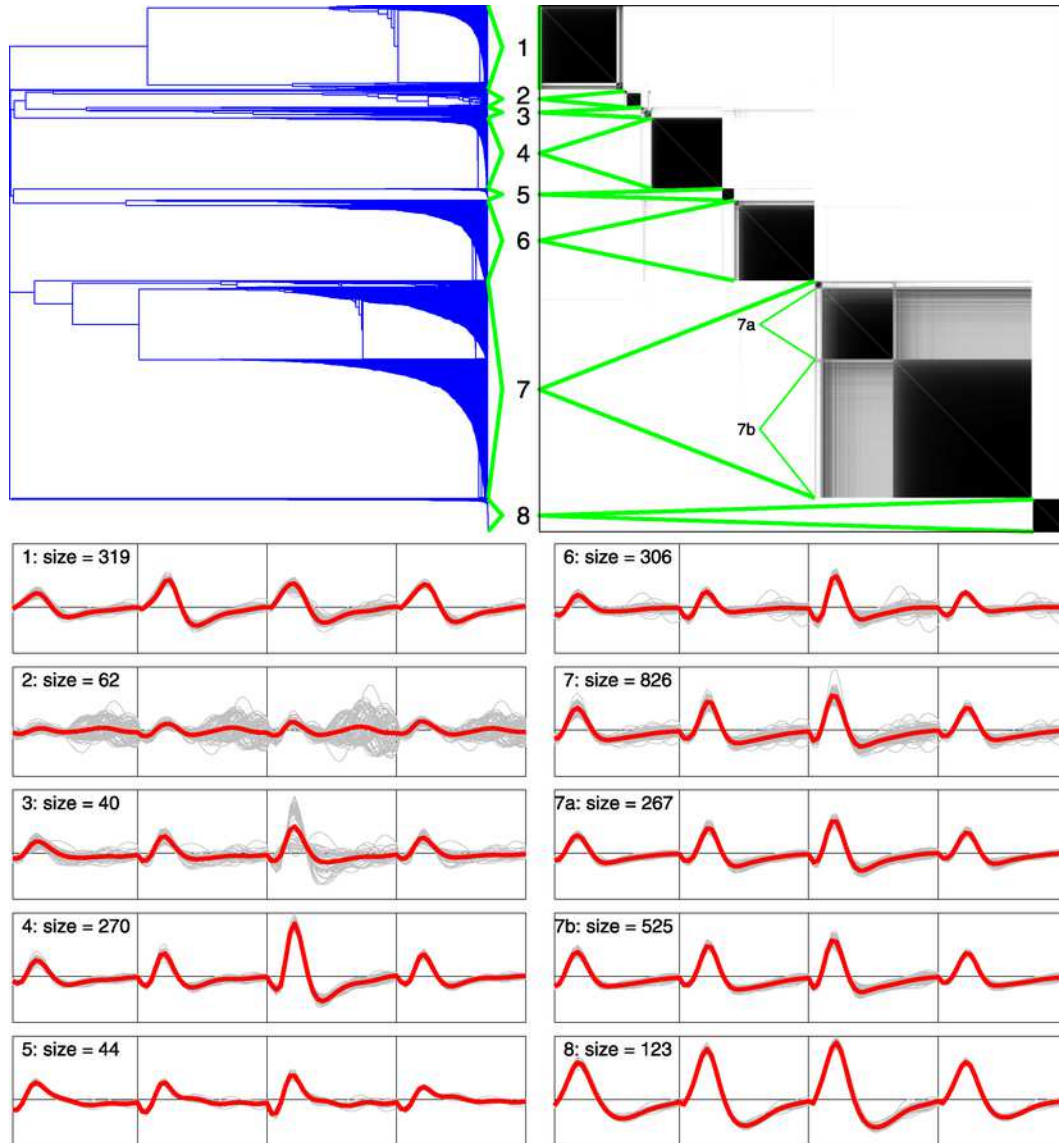 1
2
3
4
5
6
7
8
7a
7b
1: size = 319
2: size = 62
3: size = 40
4: size = 270
5: size = 44
6: size = 306
7: size = 826
7a: size = 267
7b: size = 525
8: size = 123